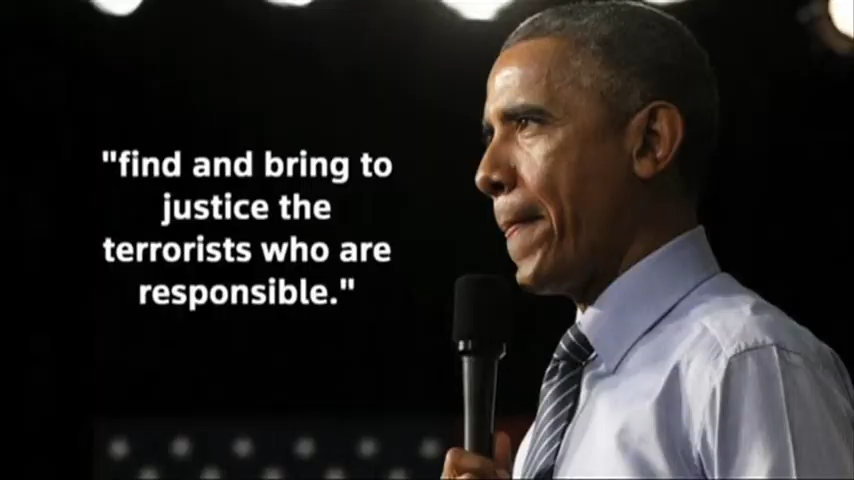 "find and bring to
justice the
terrorists who are
responsible."